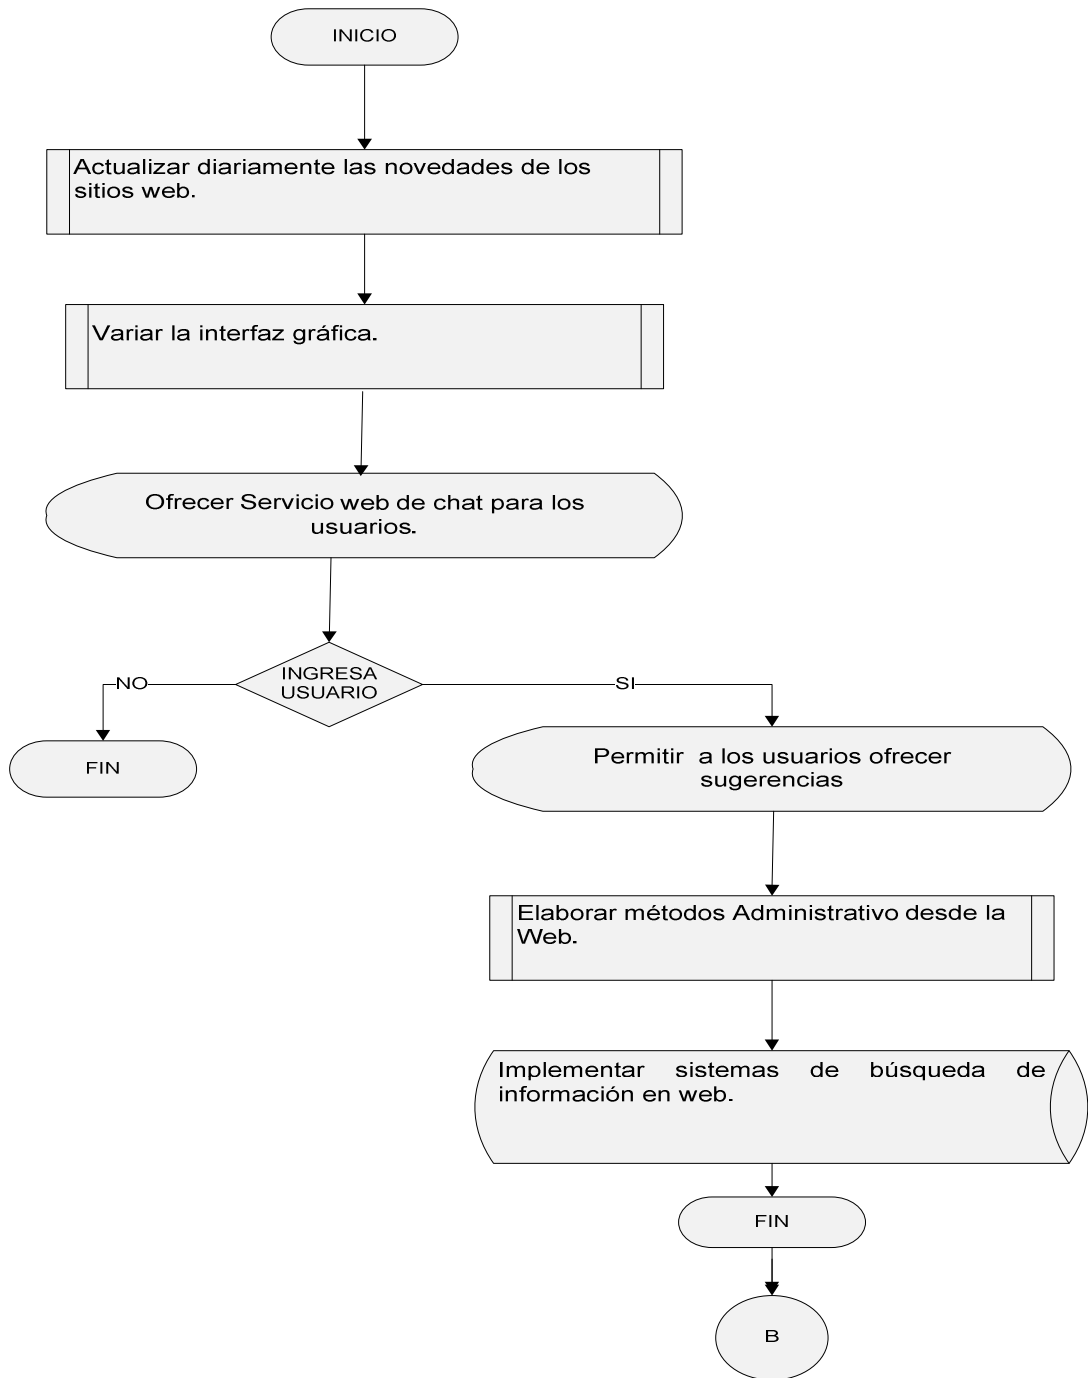 INICIO
Actualizar diariamente las novedades de los
sitios web.
Variar la interfaz gráfica.
Ofrecer Servicio web de chat para los
usuarios.
INGRESA
USUARIO
NO
SI
FIN
Permitir a los usuarios ofrecer
sugerencias
Elaborar métodos Administrativo desde la
Web.
Implementar sistemas de búsqueda de
información en web.
FIN
B